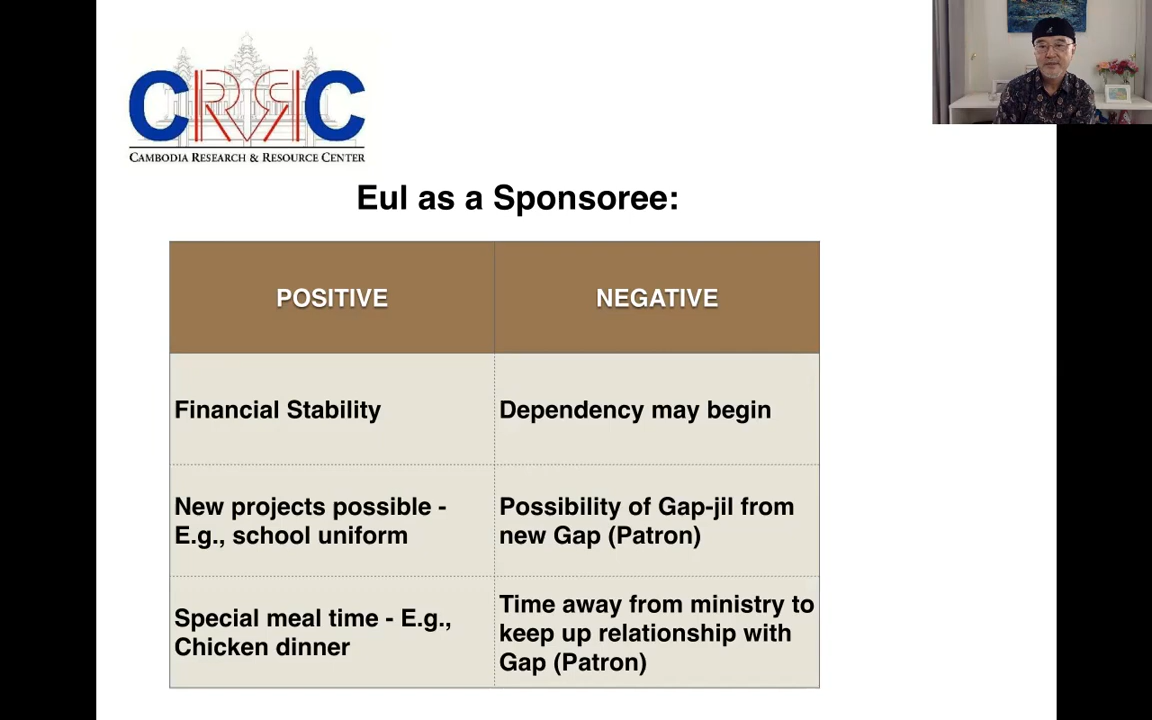 CRRC
CAMBODIA RESEARCH & RESOURCE CENTER
Eul as a Sponsoree:
POSITIVE
NEGATIVE
Financial Stability
Dependency may begin
New projects possible -
E.g., school uniform
Possibility of Gap-jil from
new Gap (Patron)
Special meal time - E.g.,
Chicken dinner
Time away from ministry to
keep up relationship with
Gap (Patron)